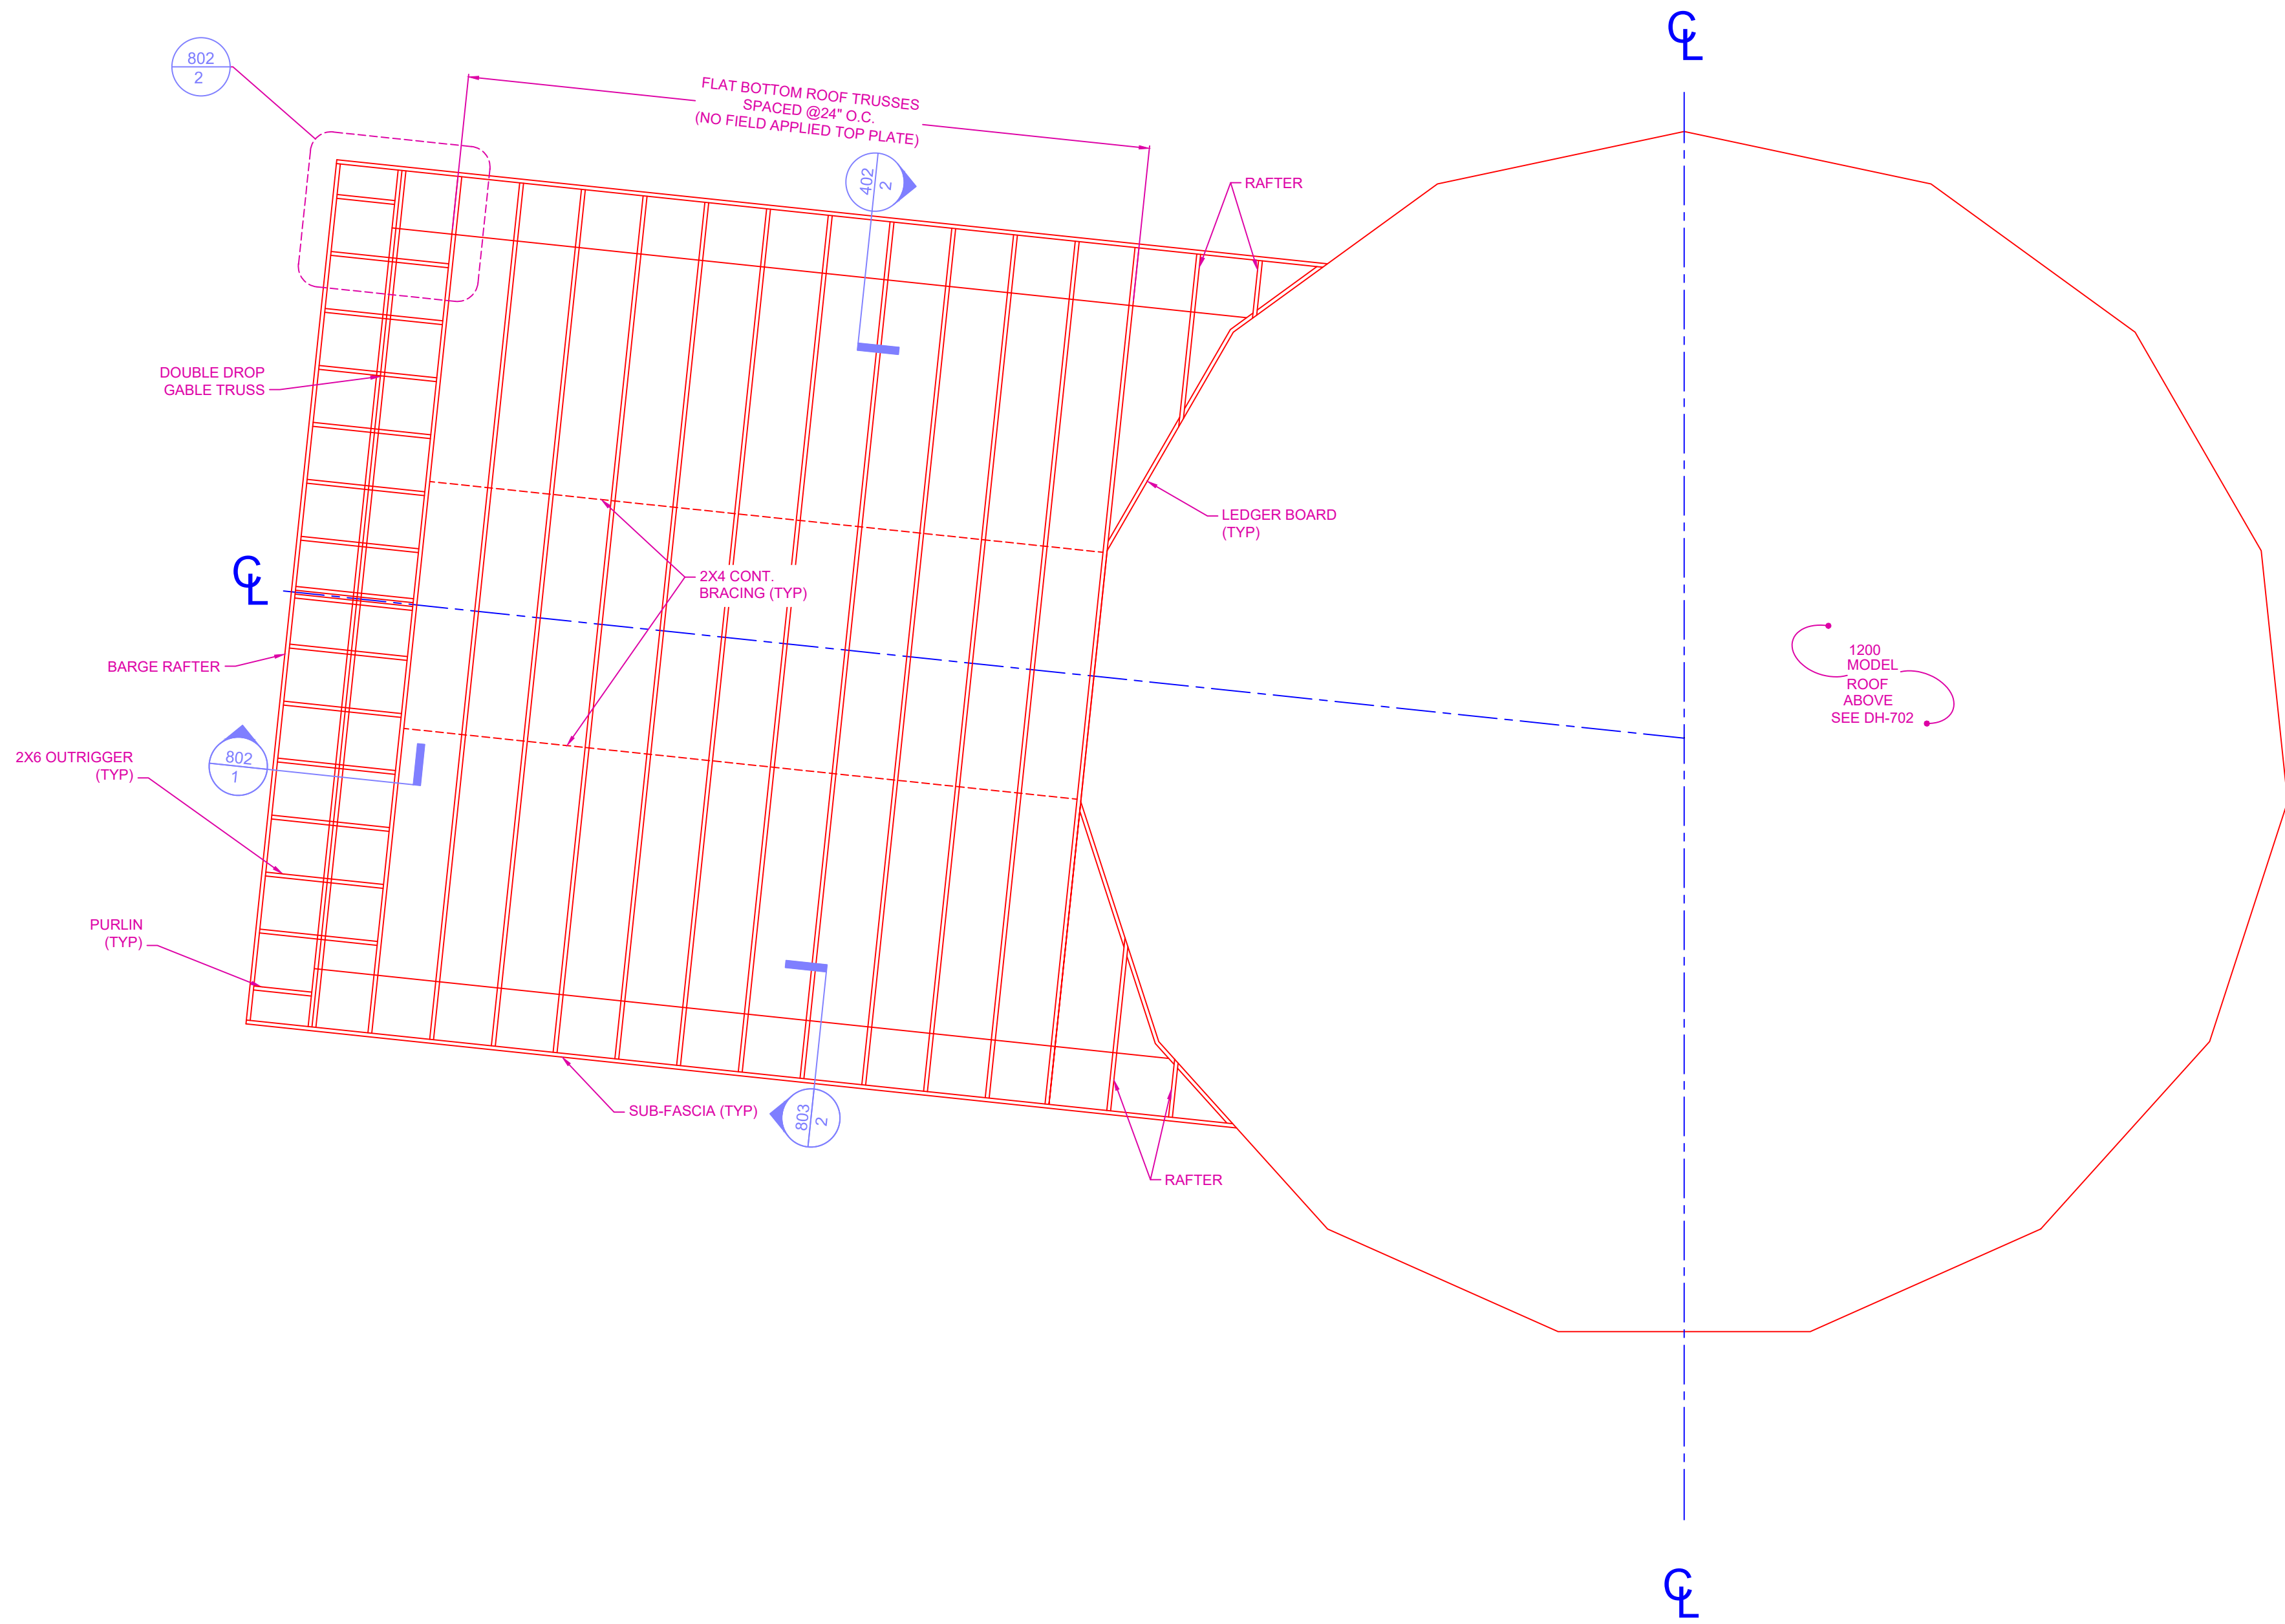 ℄
802
2
FLAT BOTTOM ROOF TRUSSES
SPACED @24" O.C.
(NO FIELD APPLIED TOP PLATE)
402
2
RAFTER
DOUBLE DROP
GABLE TRUSS
LEDGER BOARD
(TYP)
℄
2X4 CONT.
BRACING (TYP)
BARGE RAFTER
1200
MODEL
ROOF
ABOVE
SEE DH-702
802
1
2X6 OUTRIGGER
(TYP)
PURLIN
(TYP)
SUB-FASCIA (TYP)
803
2
RAFTER
℄